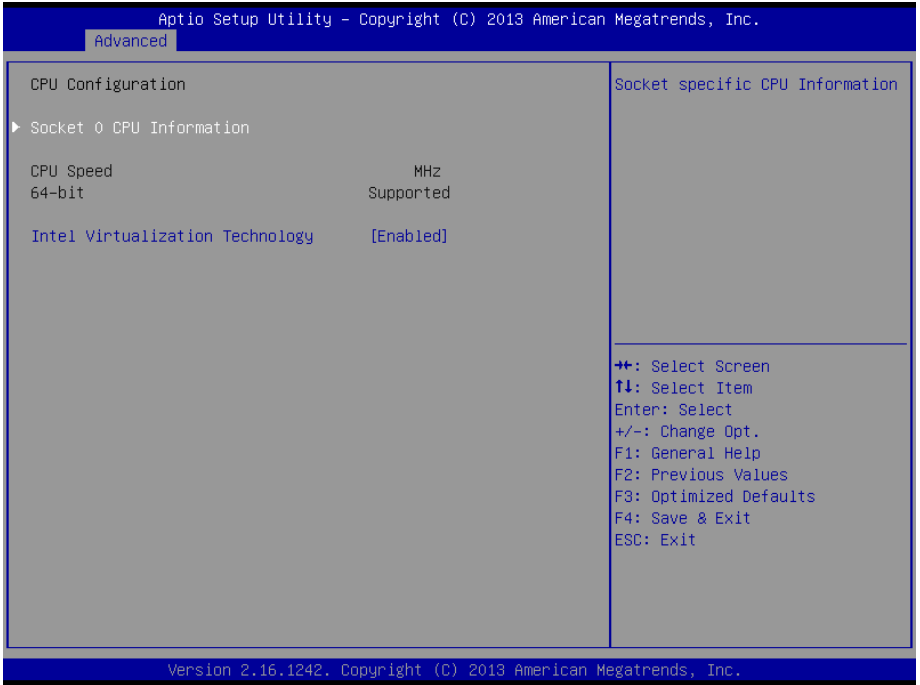 Aptio Setup Utility – Copyright (C) 2013 American Megatrends, Inc.
Advanced
CPU Configuration
Socket 0 CPU Information
CPU Speed MHz
64-bit Supported
Intel Virtualization Technology [Enabled]
Socket specific CPU Information
→←: Select Screen
↑↓: Select Item
Enter: Select
+/-: Change Opt.
F1: General Help
F2: Previous Values
F3: Optimized Defaults
F4: Save & Exit
ESC: Exit
Version 2.16.1242. Copyright (C) 2013 American Megatrends, Inc.